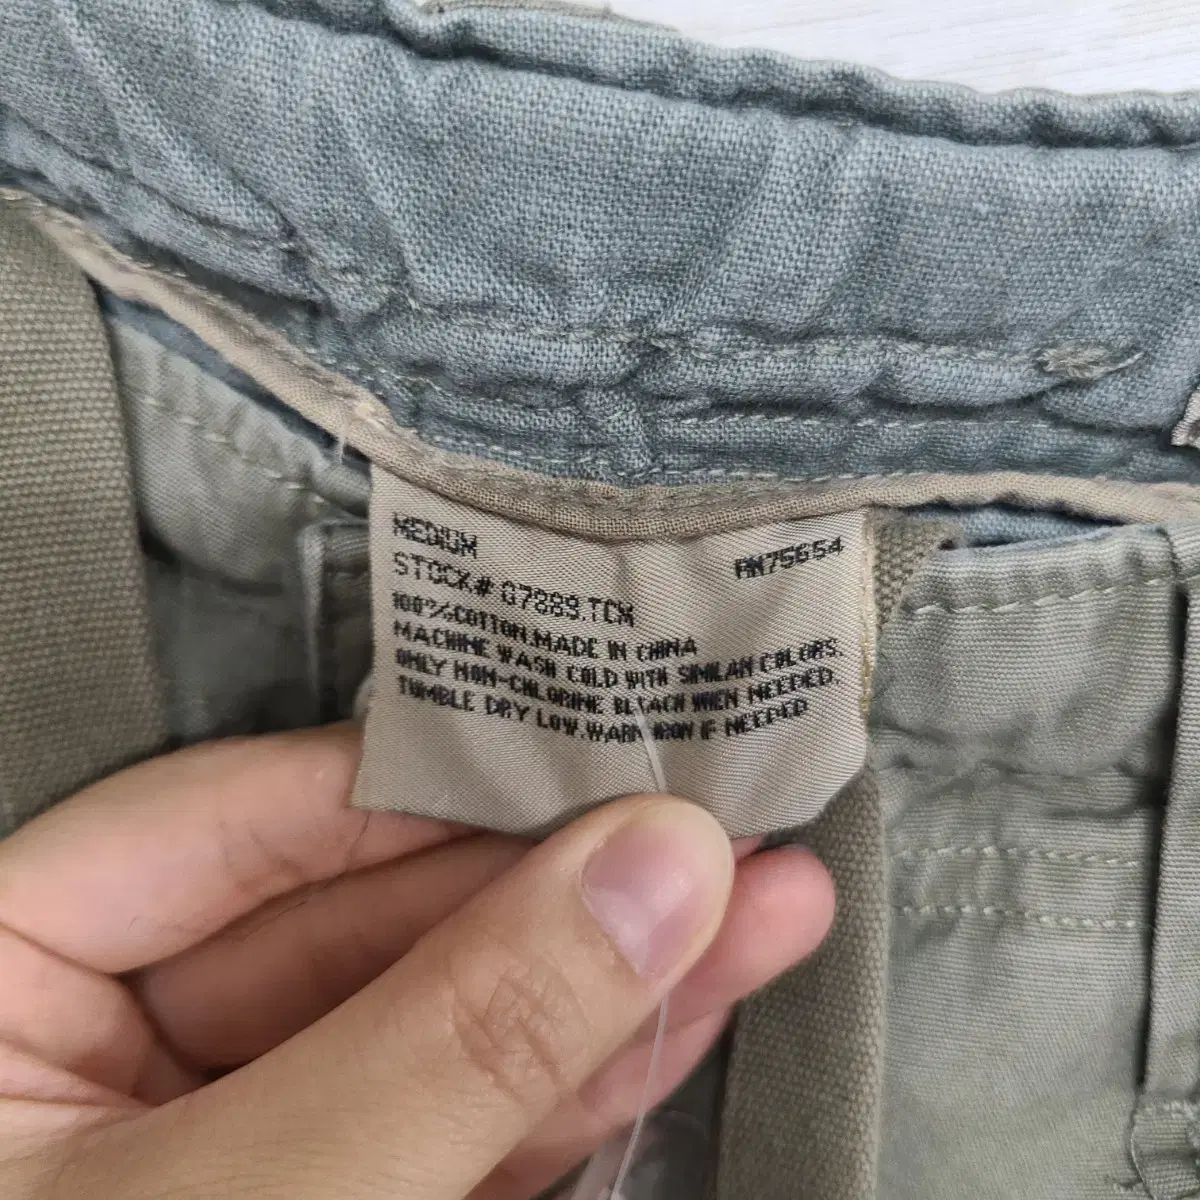 MEDIUM
RN75654
STOCK# G7889.TCM
100%COTTON.MADE IN CHINA
MACHINE WASH COLD WITH SIMILAR COLORS.
ONLY NON-CHLORINE BLEACH WHEN NEEDED.
TUMBLE DRY LOW.WARM IRON IF NEEDED